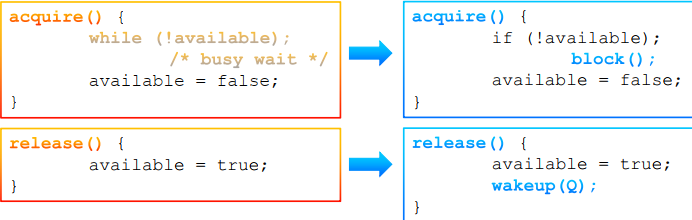 acquire() {
while (!available);
/* busy wait */
available = false;
}
acquire() {
if (!available);
block();
available = false;
}
release() {
available = true;
}
release() {
available = true;
wakeup(Q);
}